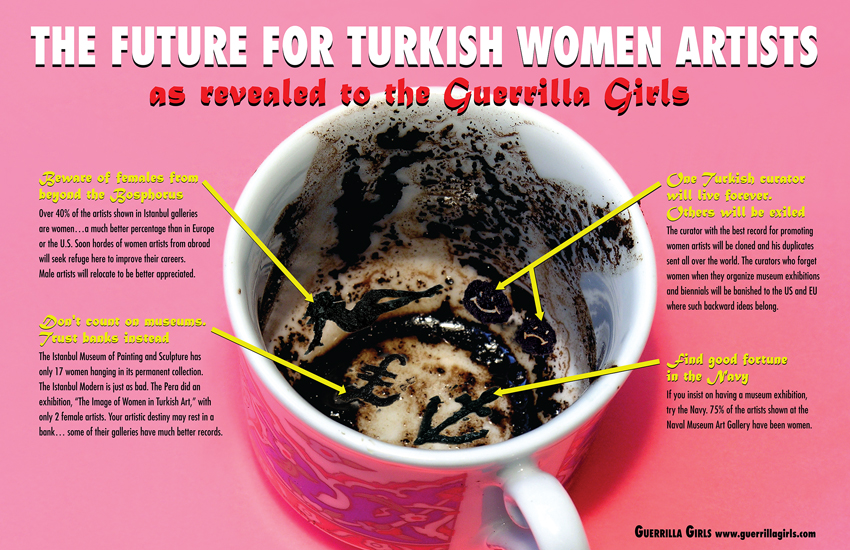 THE FUTURE FOR TURKISH WOMEN ARTISTS
as revealed to the Guerrilla Girls
Beware of females from
beyond the Bosphorus
Over 40% of the artists shown in Istanbul galleries
are women...a much better percentage than in Europe
or the U.S. Soon hordes of women artists from abroad
will seek refuge here to improve their careers.
Male artists will relocate to be better appreciated.
Don't count on museums.
Trust banks instead
The Istanbul Museum of Painting and Sculpture has
only 17 women hanging in its permanent collection.
The Istanbul Modern is just as bad. The Pera did an
exhibition, "The Image of Women in Turkish Art," with
only 2 female artists. Your artistic destiny may rest in a
bank... some of their galleries have much better records.
One Turkish curator
will live forever.
Others will be exiled
The curator with the best record for promoting
women artists will be cloned and his duplicates
sent all over the world. The curators who forget
women when they organize museum exhibitions
and biennials will be banished to the US and EU
where such backward ideas belong.
Find good fortune
in the Navy
If you insist on having a museum exhibition,
try the Navy. 75% of the artists shown at the
Naval Museum Art Gallery have been women.
GUERRILLA GIRLS www.guerrillagirls.com